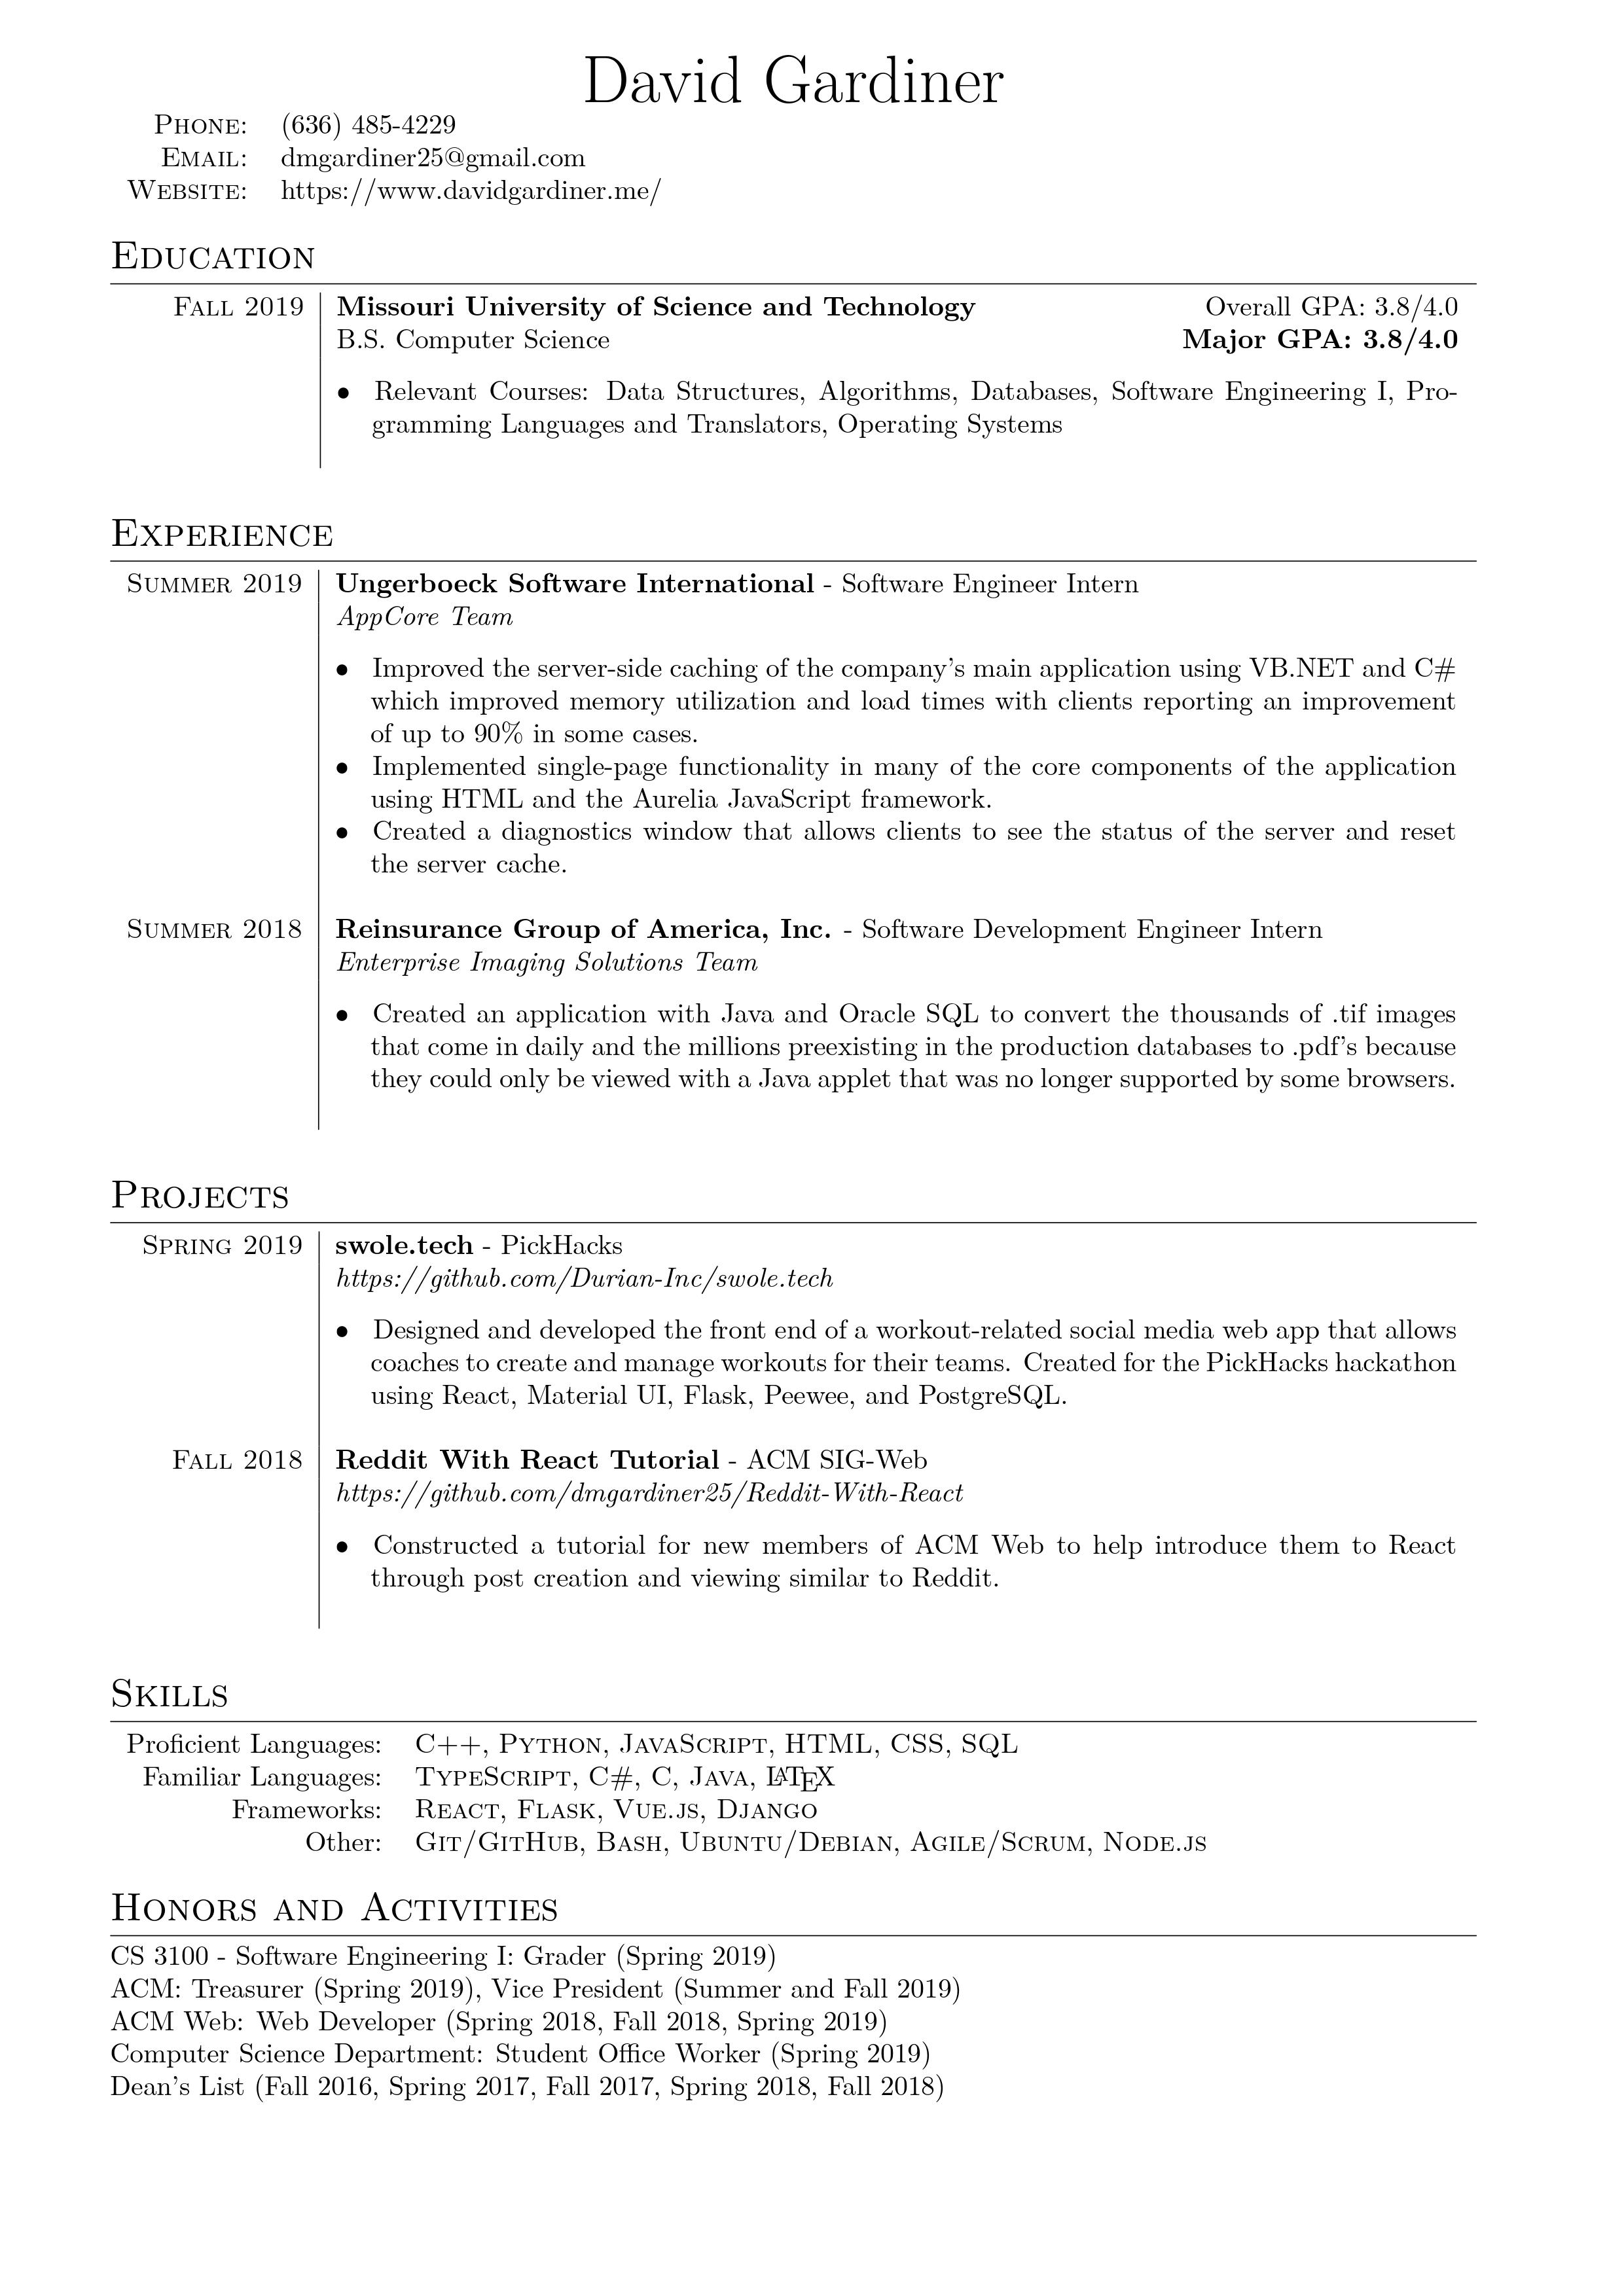 David Gardiner
Phone: (636) 485-4229
Email: dmgardiner25@gmail.com
Website: https://www.davidgardiner.me/
Education
Fall 2019 Missouri University of Science and Technology Overall GPA: 3.8/4.0
B.S. Computer Science Major GPA: 3.8/4.0
• Relevant Courses: Data Structures, Algorithms, Databases, Software Engineering I, Pro-
gramming Languages and Translators, Operating Systems
Experience
Summer 2019 Ungerboeck Software International - Software Engineer Intern
AppCore Team
• Improved the server-side caching of the company's main application using VB.NET and C#
which improved memory utilization and load times with clients reporting an improvement
of up to 90% in some cases.
• Implemented single-page functionality in many of the core components of the application
using HTML and the Aurelia JavaScript framework.
• Created a diagnostics window that allows clients to see the status of the server and reset
the server cache.
Summer 2018 Reinsurance Group of America, Inc. - Software Development Engineer Intern
Enterprise Imaging Solutions Team
• Created an application with Java and Oracle SQL to convert the thousands of .tif images
that come in daily and the millions preexisting in the production databases to .pdf's because
they could only be viewed with a Java applet that was no longer supported by some browsers.
Projects
Spring 2019 swole.tech - PickHacks
https://github.com/Durian-Inc/swole.tech
• Designed and developed the front end of a workout-related social media web app that allows
coaches to create and manage workouts for their teams. Created for the PickHacks hackathon
using React, Material UI, Flask, Peewee, and PostgreSQL.
Fall 2018 Reddit With React Tutorial - ACM SIG-Web
https://github.com/dmgardiner25/Reddit-With-React
• Constructed a tutorial for new members of ACM Web to help introduce them to React
through post creation and viewing similar to Reddit.
Skills
Proficient Languages: C++, Python, JavaScript, HTML, CSS, SQL
Familiar Languages: TypeScript, C#, C, Java, LATEX
Frameworks: React, Flask, Vue.js, Django
Other: Git/GitHub, Bash, Ubuntu/Debian, Agile/Scrum, Node.js
Honors and Activities
CS 3100 - Software Engineering I: Grader (Spring 2019)
ACM: Treasurer (Spring 2019), Vice President (Summer and Fall 2019)
ACM Web: Web Developer (Spring 2018, Fall 2018, Spring 2019)
Computer Science Department: Student Office Worker (Spring 2019)
Dean's List (Fall 2016, Spring 2017, Fall 2017, Spring 2018, Fall 2018)